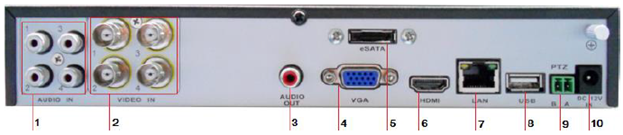 eSATA
PTZ
1 3
1 3
2 4
2 4
AUDIO IN
VIDEO IN
AUDIO
OUT
VGA
HDMI
LAN
USB
B A
DC 12V
IN
1 2 3 4 5 6 7 8 9 10